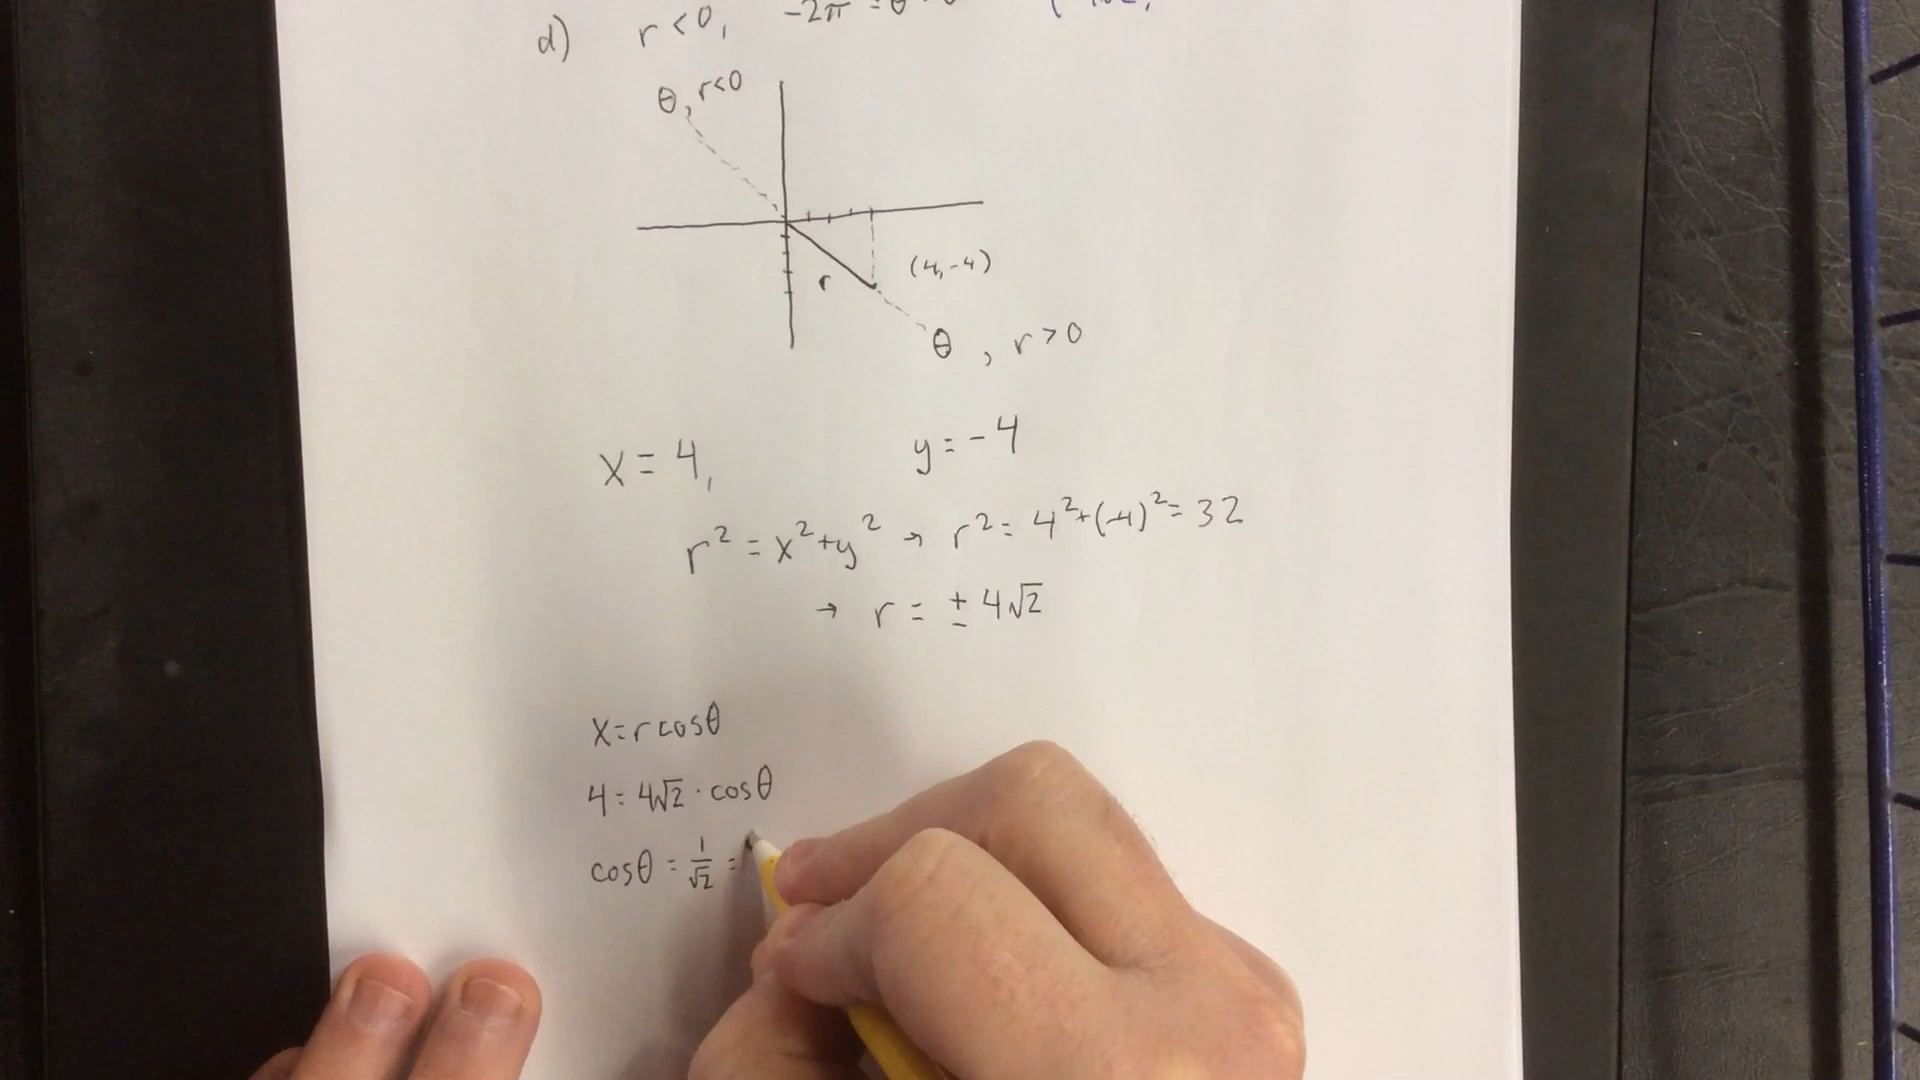 d) r < 0, -2π
θ, r<0
(4, -4)
r
θ , r > 0
x = 4, y = -4
r² = x²+y² → r² = 4²+(-4)² = 32
→ r = ± 4√2
x = r cosθ
4 = 4√2 · cosθ
cosθ = 1/√2 =